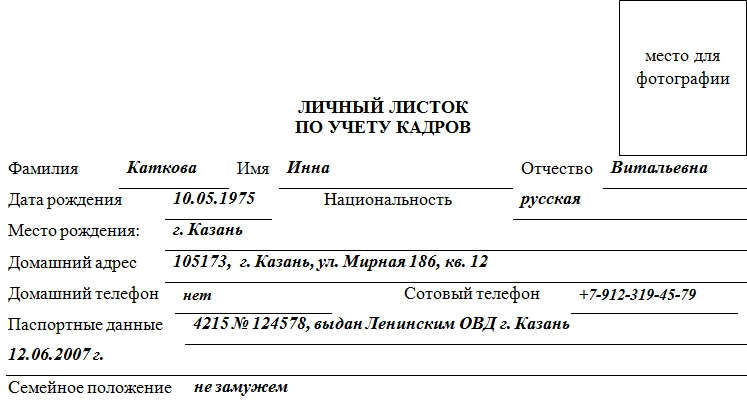 место для
фотографии
ЛИЧНЫЙ ЛИСТОК
ПО УЧЕТУ КАДРОВ
Фамилия Каткова Имя Инна Отчество Витальевна
Дата рождения 10.05.1975 Национальность русская
Место рождения: г. Казань
Домашний адрес 105173, г. Казань, ул. Мирная 186, кв. 12
Домашний телефон нет Сотовый телефон +7-912-319-45-79
Паспортные данные 4215 № 124578, выдан Ленинским ОВД г. Казань
12.06.2007 г.
Семейное положение не замужем